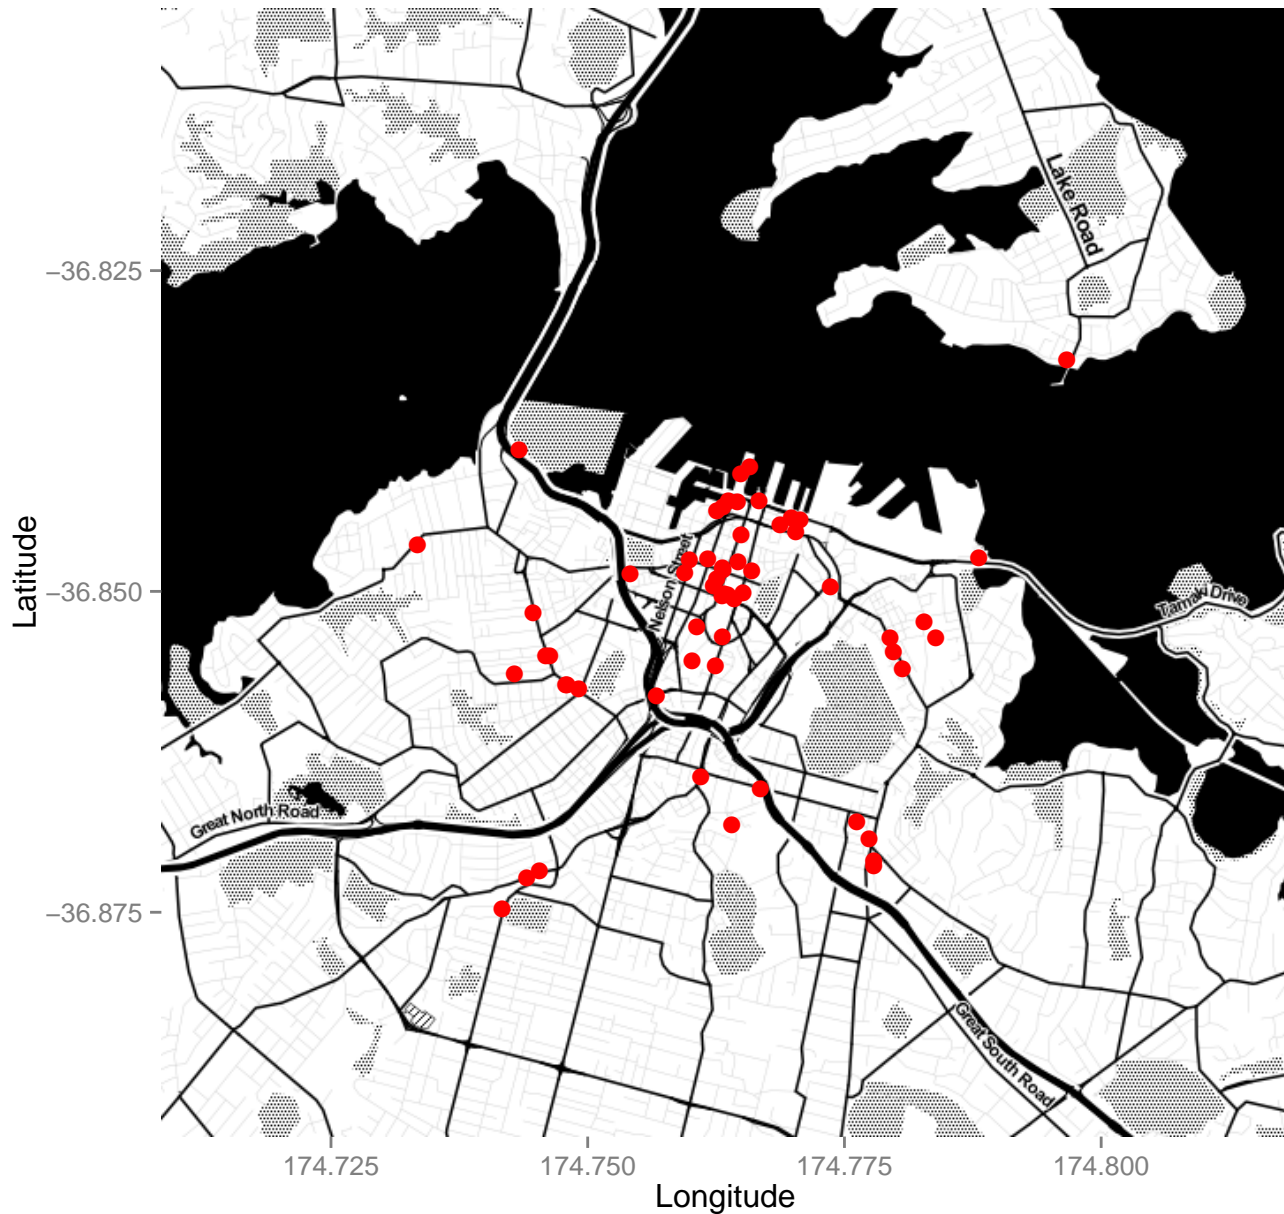 Lake Road
−36.825
Latitude
Nelson Street
−36.850
Tamaki Drive
Great North Road
−36.875
Great South Road
174.725
174.750
174.775
174.800
Longitude